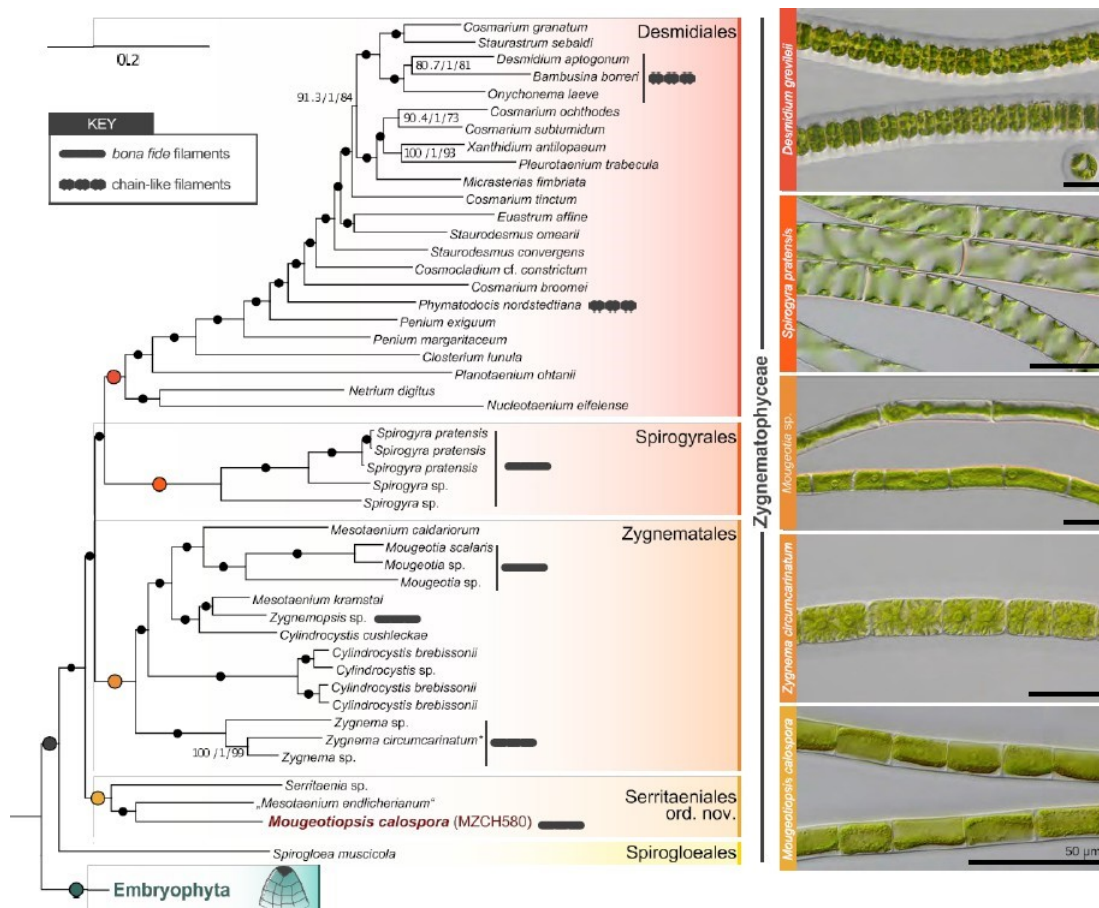 0.2
KEY
bona fide filaments
chain-like filaments
Desmidiales
Cosmarium granatum
Staurastrum sebaldi
Desmidium aptogonum
80.7/1/81
Bambusina borreri
Onychonema laeve
91.3/1/84
Cosmarium ochthodes
90.4/1/73
Cosmarium subtumidum
Xanthidium antilopaeum
100/1/93
Pleurotaenium trabecula
Micrasterias fimbriata
Cosmarium tinctum
Euastrum affine
Staurodesmus omearii
Staurodesmus convergens
Cosmocladium cf. constrictum
Cosmarium broomei
Phymatodocis nordstedtiana
Penium exiguum
Penium margaritaceum
Closterium lunula
Planotaenium ohtanii
Netrium digitus
Nucleotaenium eifelense
Spirogyrales
Spirogyra pratensis
Spirogyra pratensis
Spirogyra pratensis
Spirogyra sp.
Spirogyra sp.
Zygnematales
Mesotaenium caldariorum
Mougeotia scalaris
Mougeotia sp.
Mougeotia sp.
Mesotaenium kramstai
Zygnemopsis sp.
Cylindrocystis cushleckae
Cylindrocystis brebissonii
Cylindrocystis sp.
Cylindrocystis brebissonii
Cylindrocystis brebissonii
Zygnema sp.
Zygnema circumcarinatum*
100/1/99
Zygnema sp.
Serritaenia sp.
„Mesotaenium endlicherianum“
Mougeotiopsis calospora (MZCH580)
Serritaeniales
ord. nov.
Spirogloea muscicola
Spirogloeales
Embryophyta
Zygnematophyceae
Desmidium grevileii
Spirogyra pratensis
Mougeotia sp.
Zygnema circumcarinatum
Mougeotiopsis calospora
50 µm